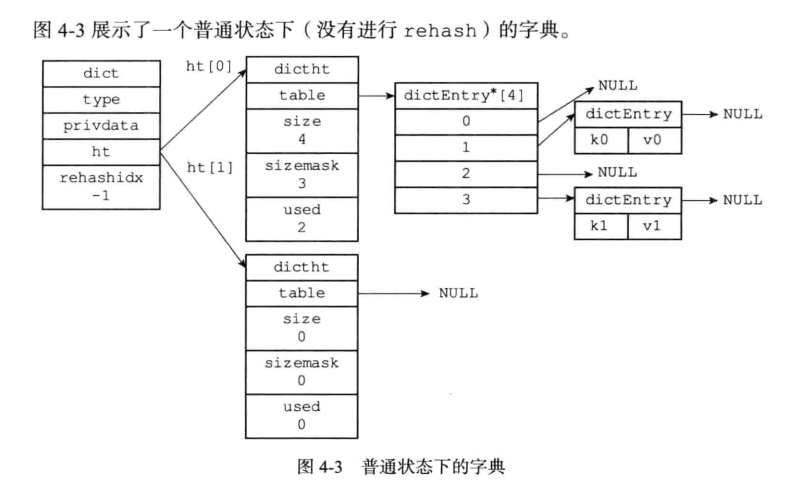 图 4-3 展示了一个普通状态下（没有进行 rehash）的字典。
dict
type
privdata
ht
rehashidx
-1
ht[0]
ht[1]
dictht
table
size
4
sizemask
3
used
2
dictht
table
size
0
sizemask
0
used
0
NULL
dictEntry*[4]
0
1
2
3
NULL
dictEntry
k0 v0
NULL
NULL
dictEntry
k1 v1
NULL
图 4-3 普通状态下的字典